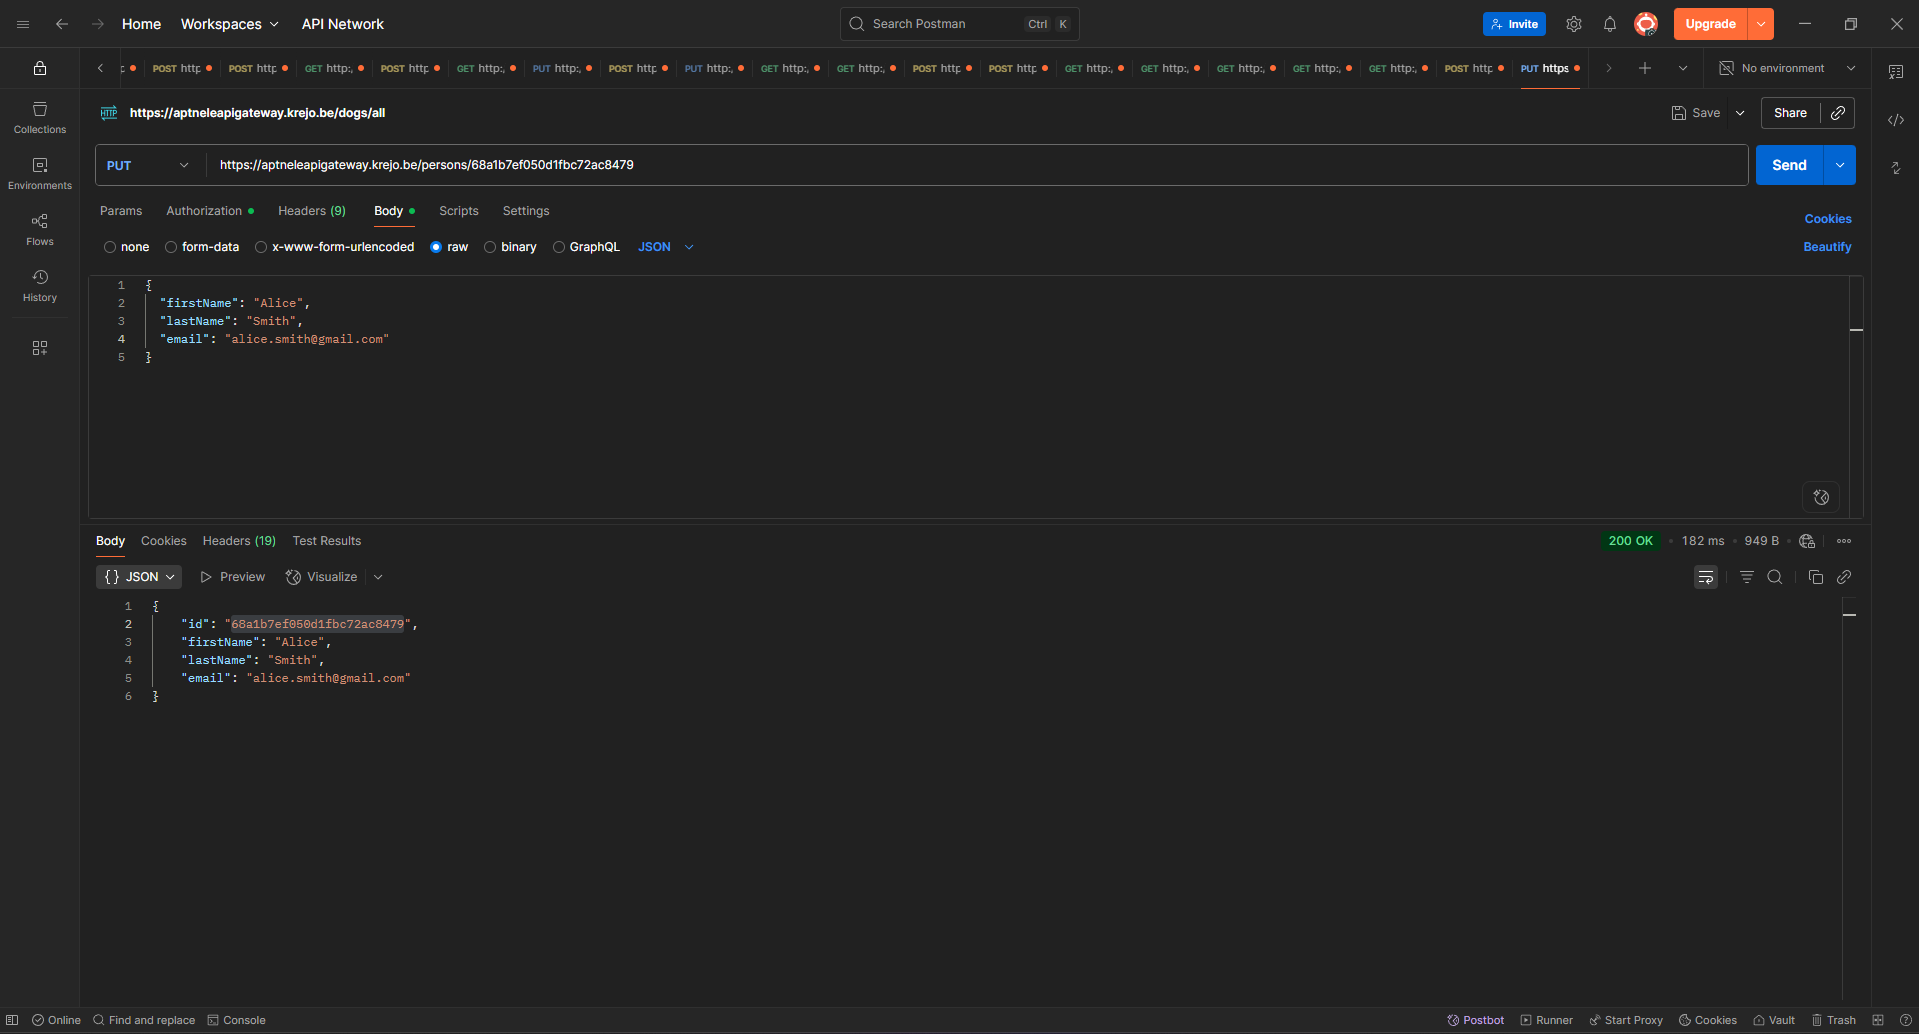 Home Workspaces API Network Search Postman Ctrl K Invite Upgrade
POST http POST http GET http:, POST http GET http:, PUT http:, POST http PUT http:, GET http:, GET http:, POST http POST http GET http:, GET http:, GET http:, GET http:, GET http:, POST http PUT https No environment
HTTP https://aptneleapigateway.krejo.be/dogs/all Save Share
Collections
Environments
Flows
History
PUT https://aptneleapigateway.krejo.be/persons/68a1b7ef050d1fbc72ac8479 Send
Params Authorization Headers (9) Body Scripts Settings Cookies
none form-data x-www-form-urlencoded raw binary GraphQL JSON Beautify
1 {
2 "firstName": "Alice",
3 "lastName": "Smith",
4 "email": "alice.smith@gmail.com"
5 }
Body Cookies Headers (19) Test Results 200 OK • 182 ms • 949 B •
{} JSON Preview Visualize
1 {
2 "id": "68a1b7ef050d1fbc72ac8479",
3 "firstName": "Alice",
4 "lastName": "Smith",
5 "email": "alice.smith@gmail.com"
6 }
Online Find and replace Console Postbot Runner Start Proxy Cookies Vault Trash